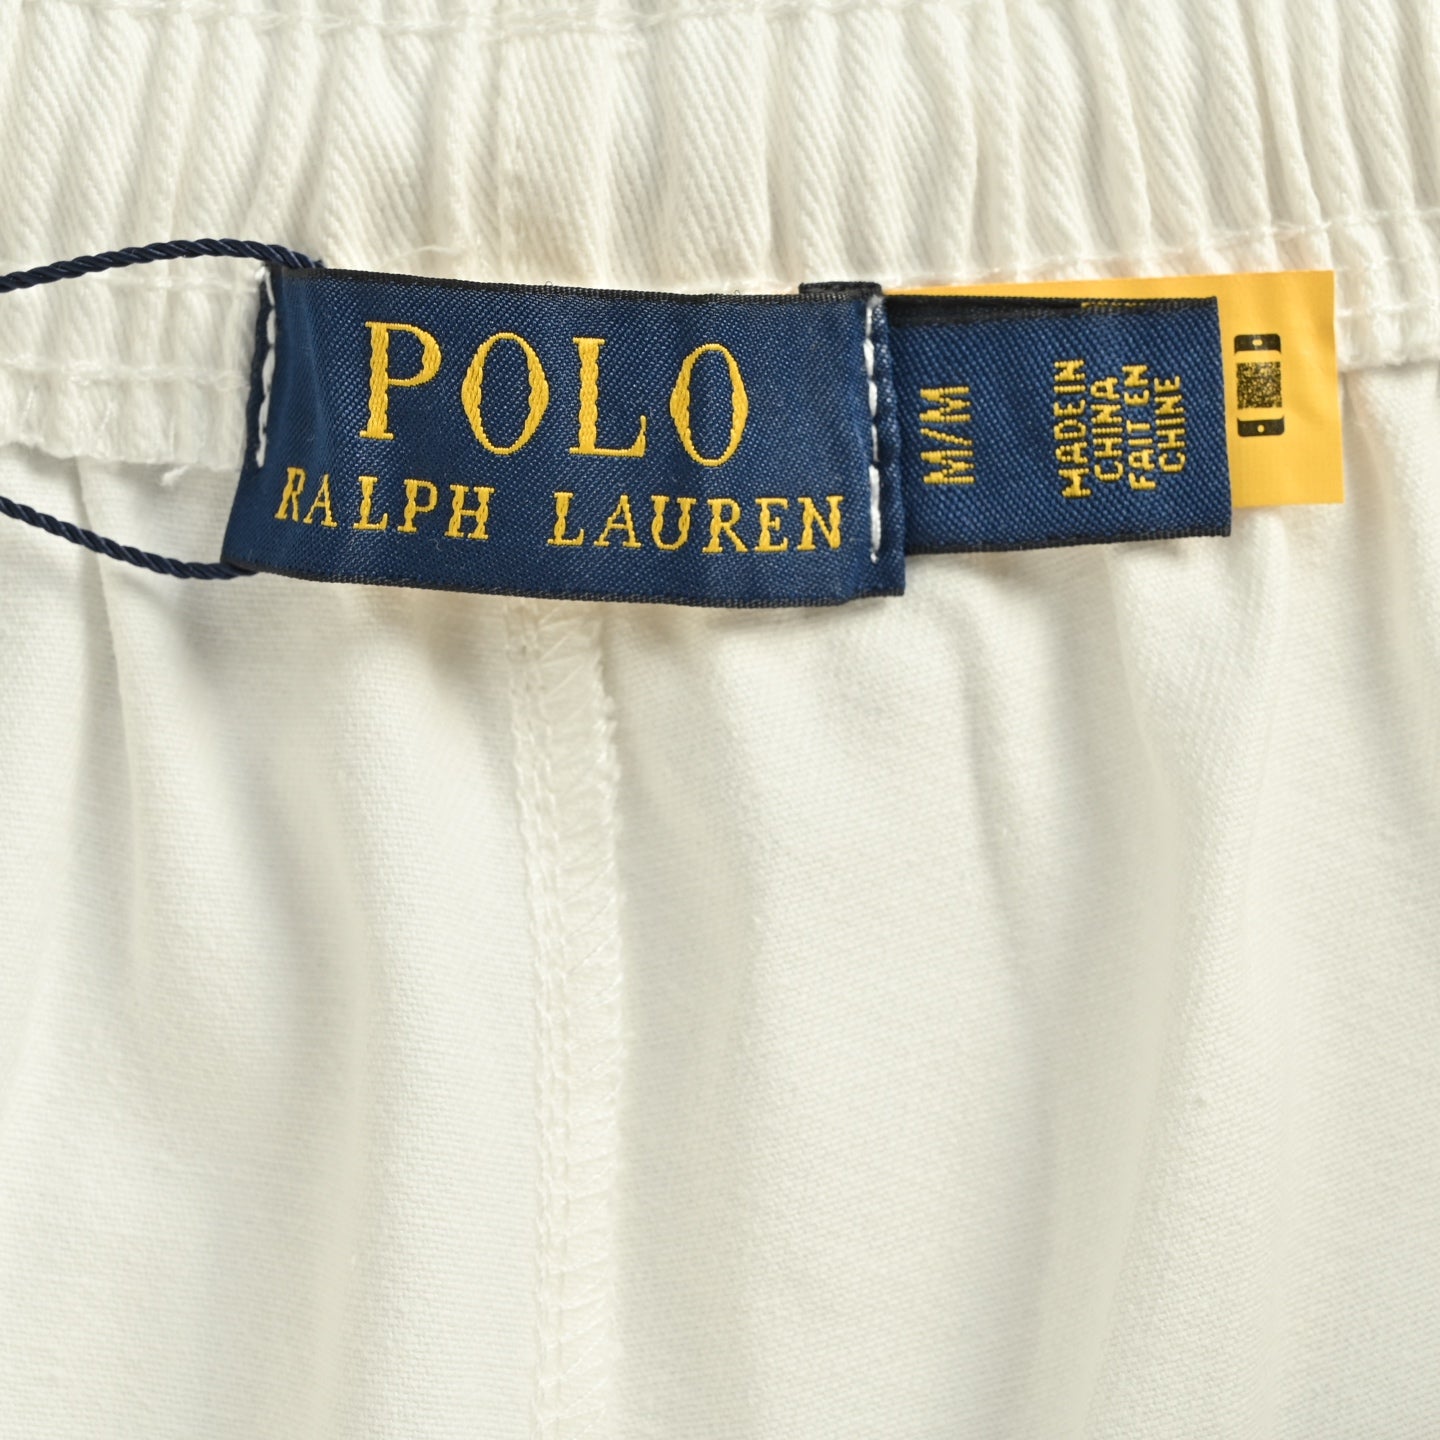 POLO
RALPH LAUREN
M/M
MADE IN
CHINA
FAIT EN
CHINE